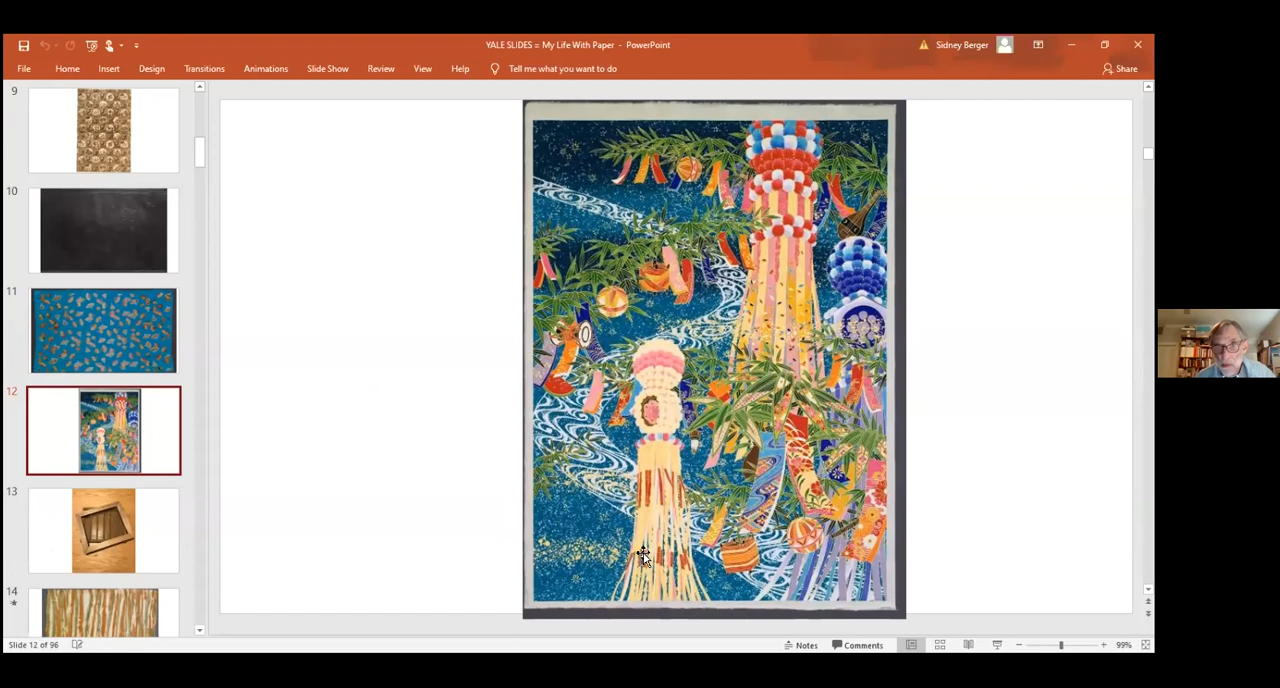 YALE SLIDES = My Life With Paper - PowerPoint
Sidney Berger
File Home Insert Design Transitions Animations Slide Show Review View Help Tell me what you want to do
Share
9
10
11
12
13
14
Slide 12 of 96
Notes Comments 99%